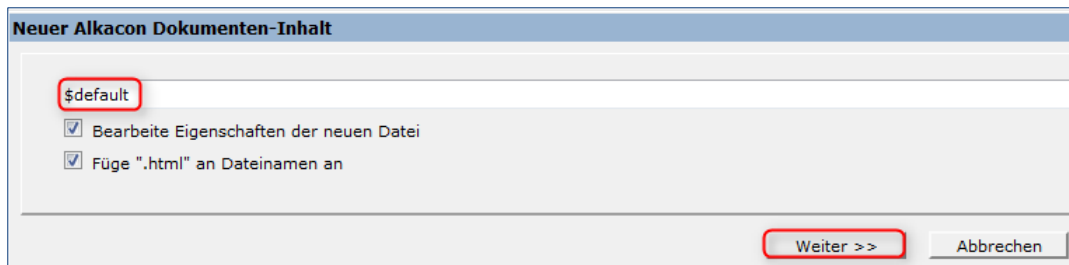 Neuer Alkacon Dokumenten-Inhalt
$default
Bearbeite Eigenschaften der neuen Datei
Füge ".html" an Dateinamen an
Weiter >> Abbrechen